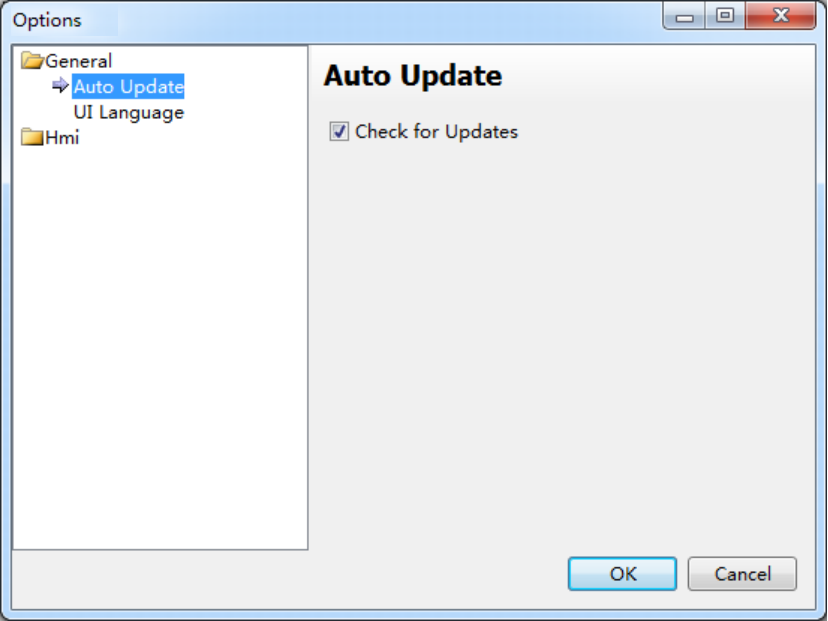 Options
General
Auto Update
UI Language
Hmi
Auto Update
Check for Updates
OK
Cancel